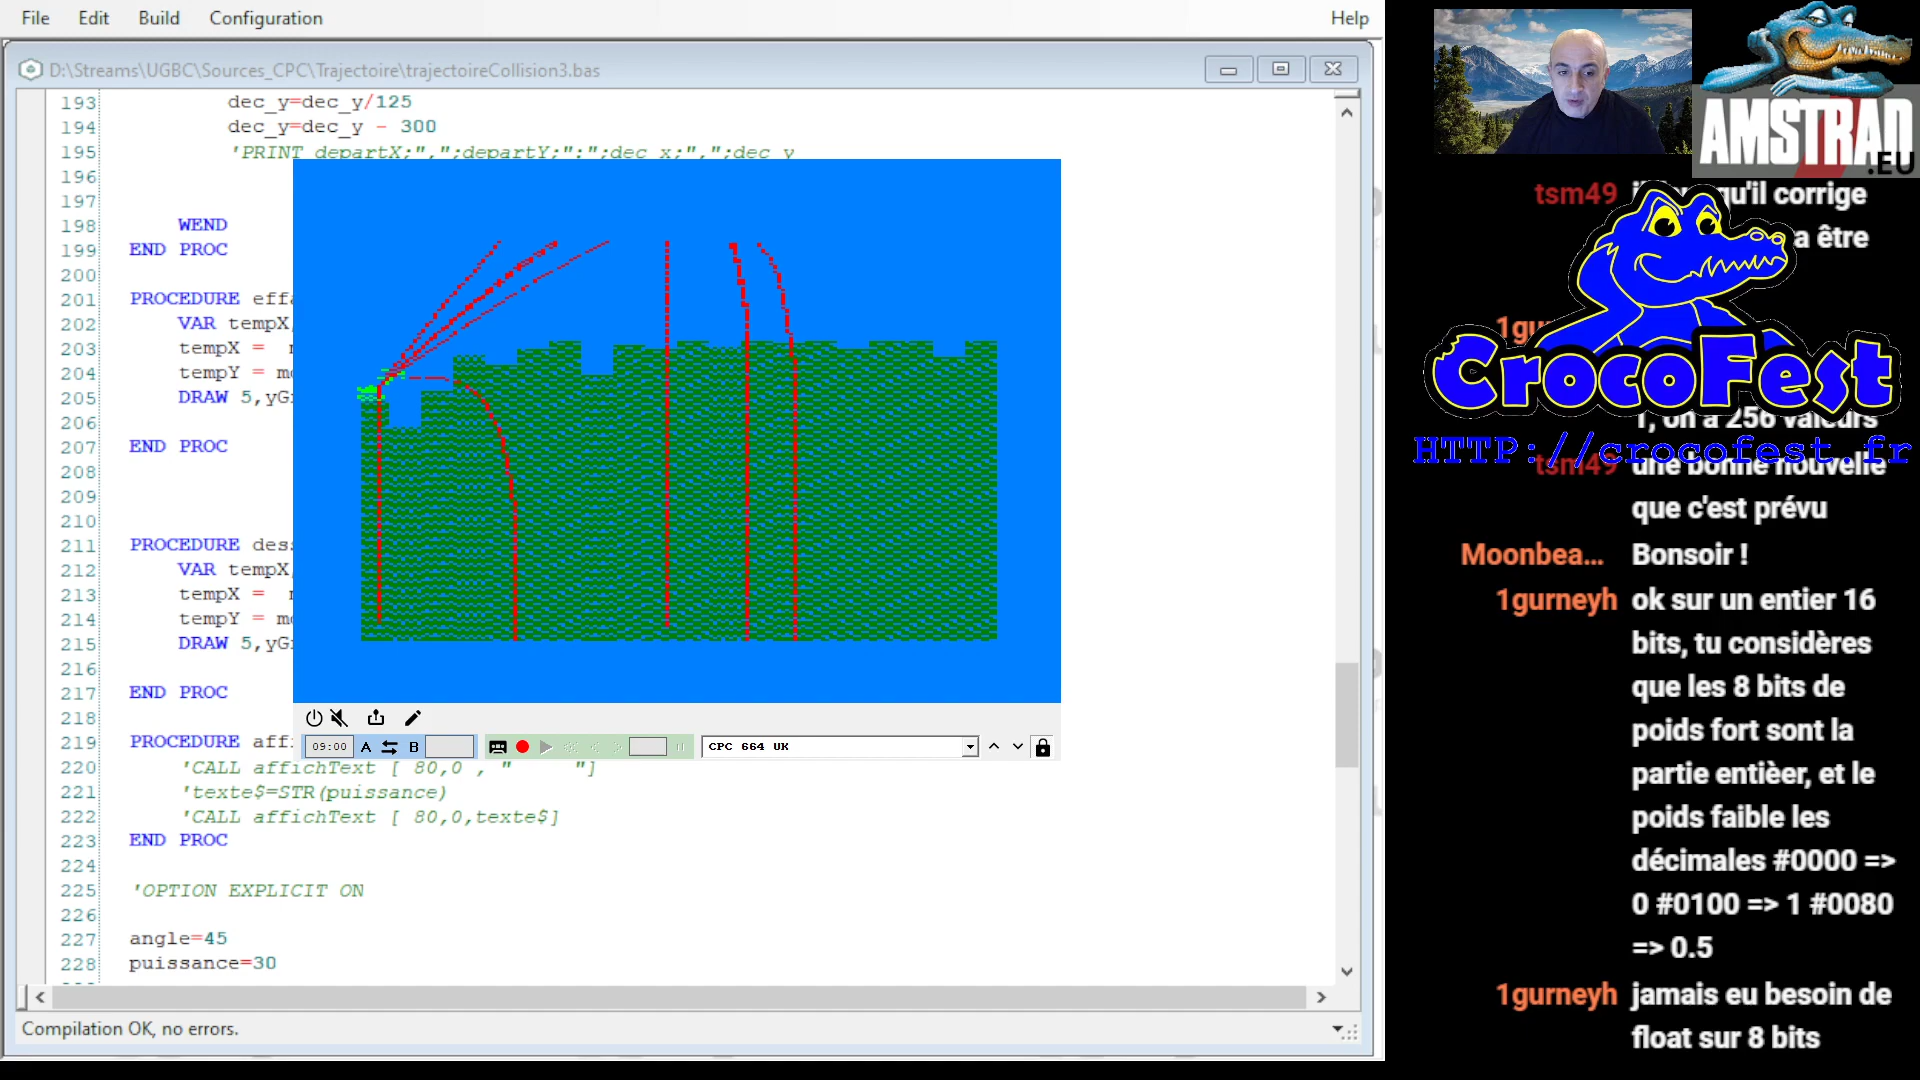 File Edit Build Configuration Help
D:\Streams\UGBC\Sources_CPC\Trajectoire\trajectoireCollision3.bas
193 dec_y=dec_y/125
194 dec_y=dec_y - 300
195 'PRINT departX;",";departY;":";dec_x;",";dec_y
196
197
198 WEND
199 END PROC
200
201 PROCEDURE eff
202 VAR tempX
203 tempX =
204 tempY = m
205 DRAW 5,yG
206
207 END PROC
208
209
210
211 PROCEDURE des
212 VAR tempX
213 tempX =
214 tempY = m
215 DRAW 5,yG
216
217 END PROC
218
219 PROCEDURE aff
220 'CALL affichText [ 80,0 , "      "]
221 'texte$=STR(puissance)
222 'CALL affichText [ 80,0,texte$]
223 END PROC
224
225 'OPTION EXPLICIT ON
226
227 angle=45
228 puissance=30
09:00 A B CPC 664 UK
Compilation OK, no errors.
AMSTRAD
.EU
tsm49 qu'il corrige
a être
1gu
CrocoFest
1, on a 256 valeurs
HTTP://crocofest.fr
tsm49 une bonne nouvelle
que c'est prévu
Moonbea... Bonsoir !
1gurneyh ok sur un entier 16
bits, tu considères
que les 8 bits de
poids fort sont la
partie entièer, et le
poids faible les
décimales #0000 =>
0 #0100 => 1 #0080
=> 0.5
1gurneyh jamais eu besoin de
float sur 8 bits